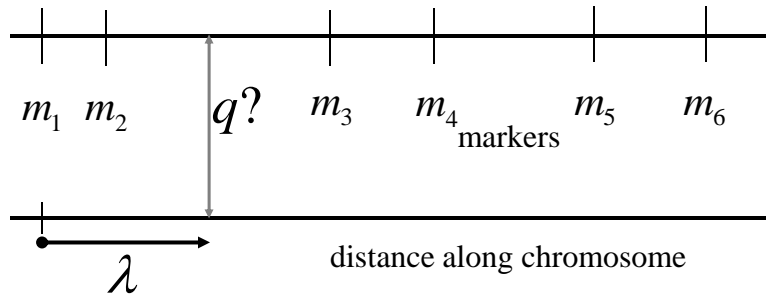 m₁ m₂ q? m₃ m₄ m₅ m₆
markers
λ
distance along chromosome